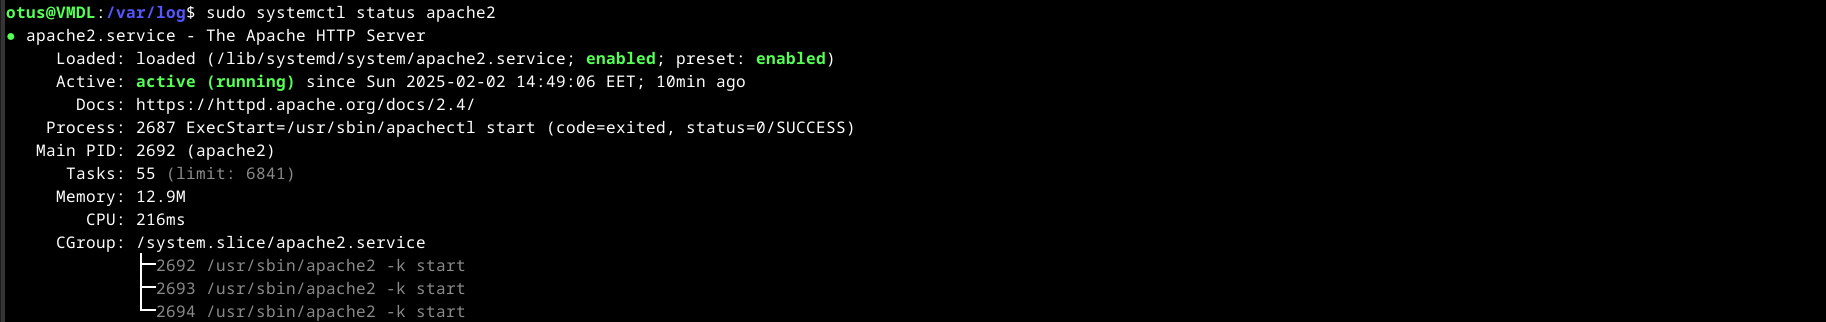 otus@VMDL:/var/log$ sudo systemctl status apache2
● apache2.service - The Apache HTTP Server
     Loaded: loaded (/lib/systemd/system/apache2.service; enabled; preset: enabled)
     Active: active (running) since Sun 2025-02-02 14:49:06 EET; 10min ago
       Docs: https://httpd.apache.org/docs/2.4/
    Process: 2687 ExecStart=/usr/sbin/apachectl start (code=exited, status=0/SUCCESS)
   Main PID: 2692 (apache2)
      Tasks: 55 (limit: 6841)
     Memory: 12.9M
        CPU: 216ms
     CGroup: /system.slice/apache2.service
             ├─2692 /usr/sbin/apache2 -k start
             ├─2693 /usr/sbin/apache2 -k start
             └─2694 /usr/sbin/apache2 -k start